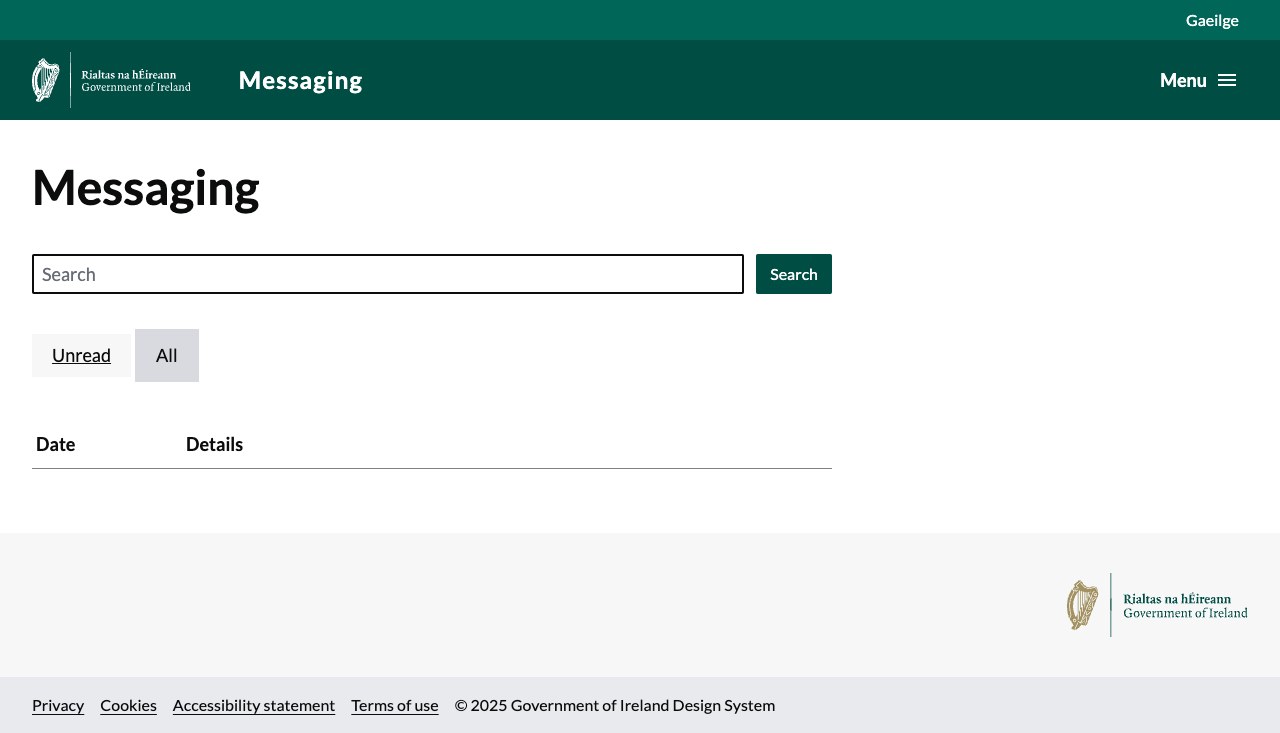 Gaeilge
Rialtas na hÉireann
Government of Ireland
Messaging
Menu
Messaging
Search
Search
Unread
All
Date
Details
Rialtas na hÉireann
Government of Ireland
Privacy
Cookies
Accessibility statement
Terms of use
© 2025 Government of Ireland Design System